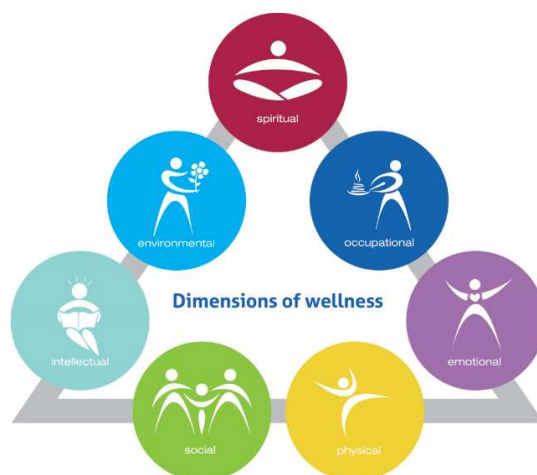 spiritual
environmental
occupational
Dimensions of wellness
intellectual
emotional
social
physical